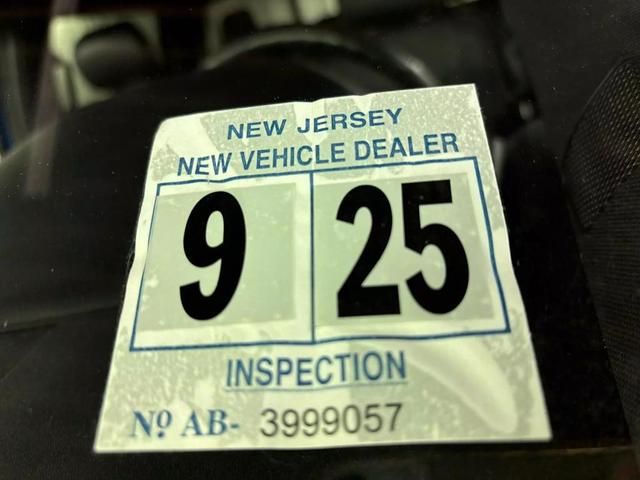 NEW JERSEY
NEW VEHICLE DEALER
9 25
INSPECTION
Nº AB- 3999057